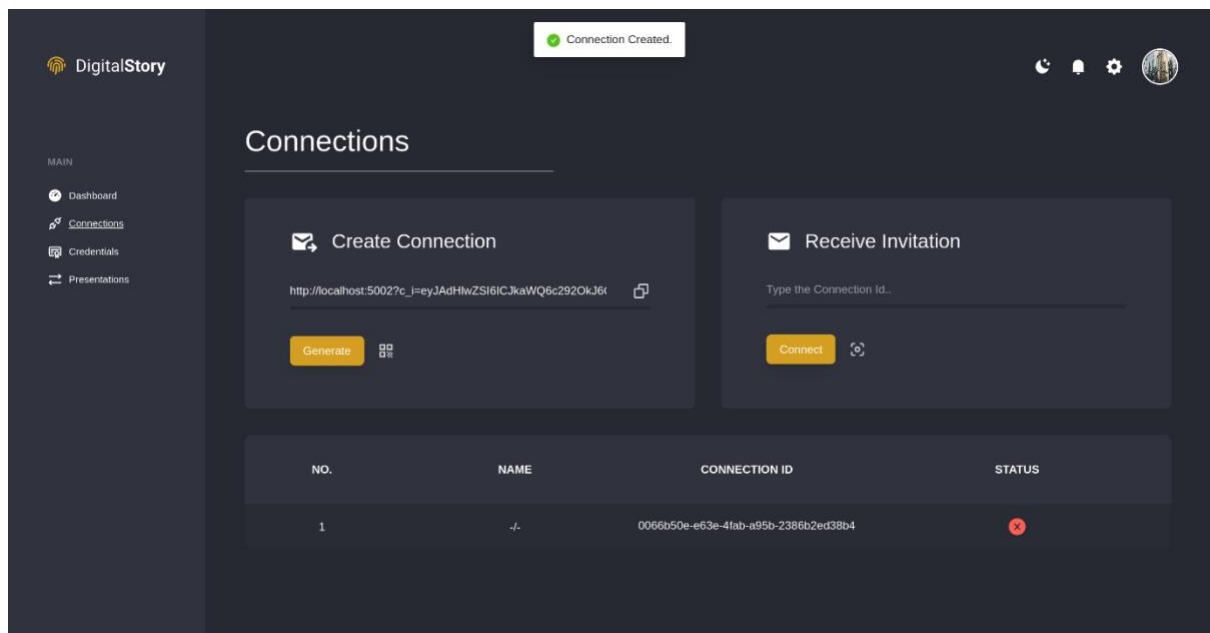 Connection Created.
DigitalStory
Connections
MAIN
Dashboard
Connections
Credentials
Presentations
Create Connection
http://localhost:5002?c_i=eyJAdHlwZSI6ICJkaWQ6c292OkJ6(
Generate
Receive Invitation
Type the Connection Id..
Connect
NO. NAME CONNECTION ID STATUS
1 -/- 0066b50e-e63e-4fab-a95b-2386b2ed38b4